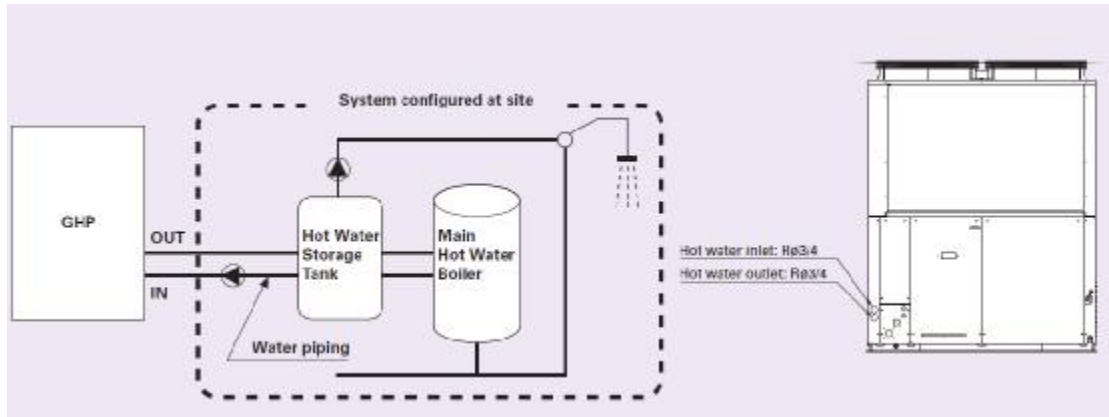 System configured at site
GHP
OUT
IN
Hot Water
Storage
Tank
Main
Hot Water
Boiler
Water piping
Hot water inlet: Rø3/4
Hot water outlet: Rø3/4